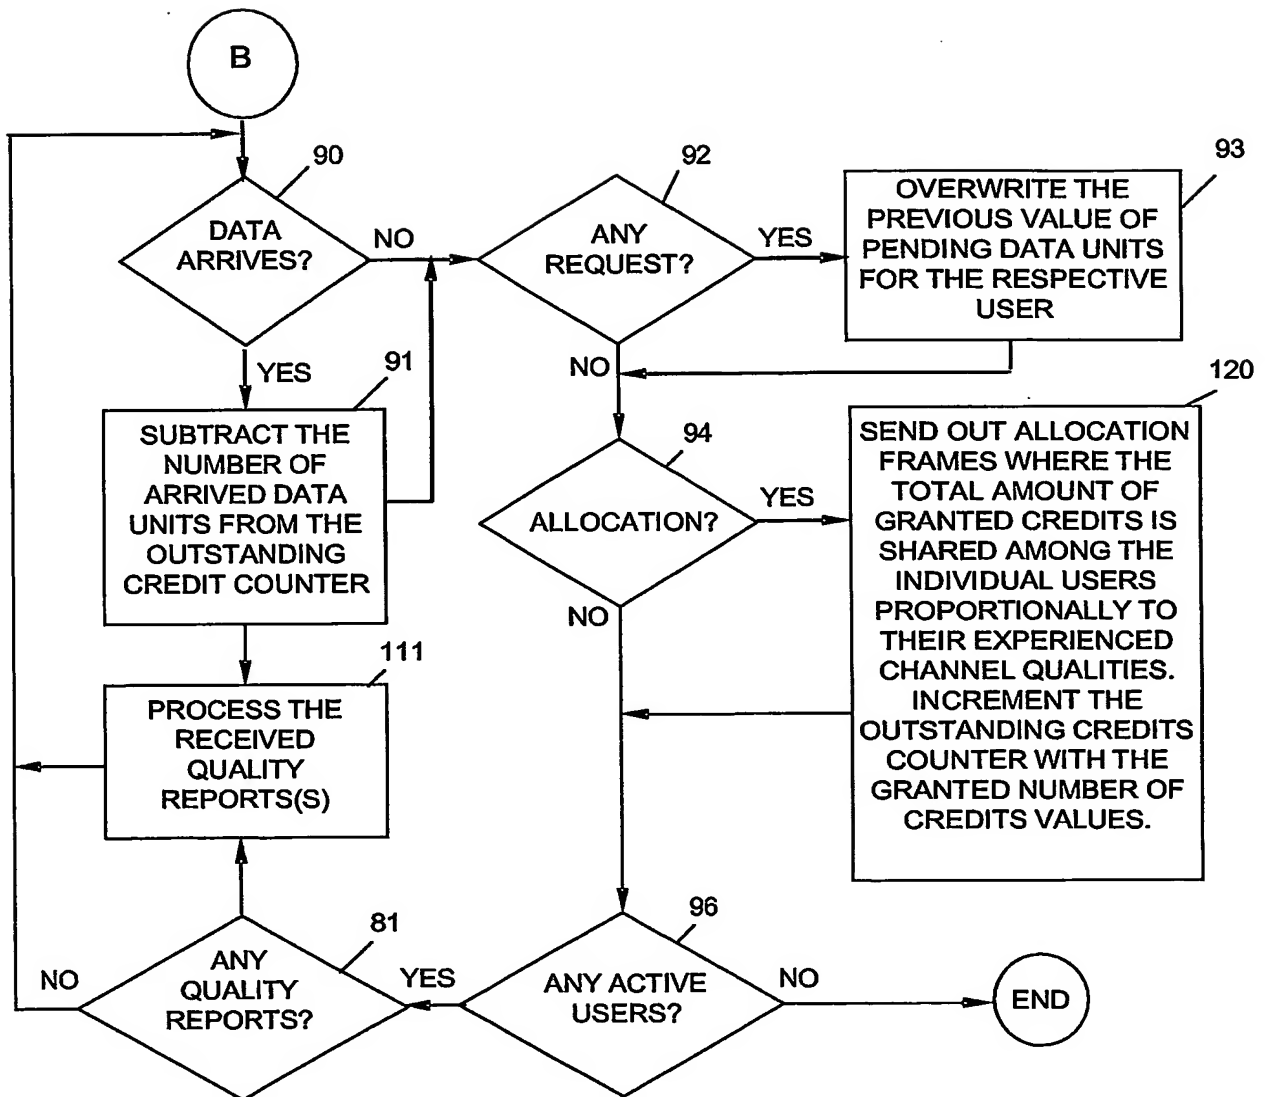 B
90
DATA
ARRIVES?
NO
92
ANY
REQUEST?
YES
93
OVERWRITE THE
PREVIOUS VALUE OF
PENDING DATA UNITS
FOR THE RESPECTIVE
USER
YES
91
SUBTRACT THE
NUMBER OF
ARRIVED DATA
UNITS FROM THE
OUTSTANDING
CREDIT COUNTER
NO
94
ALLOCATION?
YES
120
SEND OUT ALLOCATION
FRAMES WHERE THE
TOTAL AMOUNT OF
GRANTED CREDITS IS
SHARED AMONG THE
INDIVIDUAL USERS
PROPORTIONALLY TO
THEIR EXPERIENCED
CHANNEL QUALITIES.
INCREMENT THE
OUTSTANDING CREDITS
COUNTER WITH THE
GRANTED NUMBER OF
CREDITS VALUES.
NO
111
PROCESS THE
RECEIVED
QUALITY
REPORTS(S)
81
ANY
QUALITY
REPORTS?
NO
YES
96
ANY ACTIVE
USERS?
NO
END